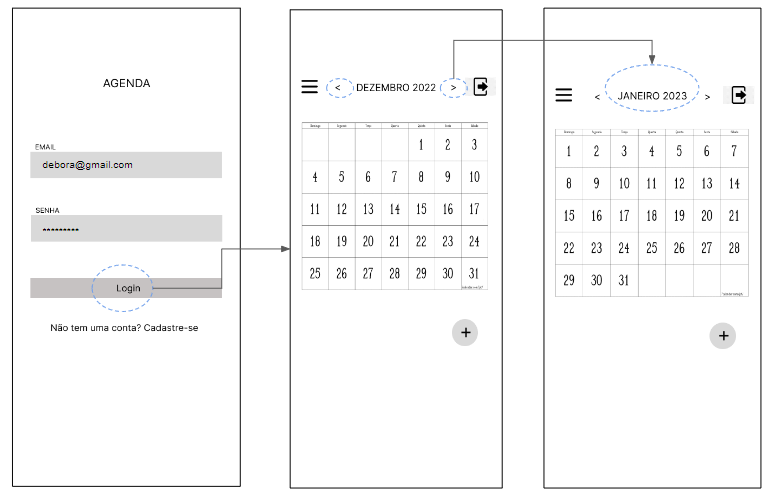 AGENDA
EMAIL
debora@gmail.com
SENHA
*********
Login
Não tem uma conta? Cadastre-se
< DEZEMBRO 2022 >
Domingo Segunda Terça Quarta Quinta Sexta Sábado
1 2 3
4 5 6 7 8 9 10
11 12 13 14 15 16 17
18 19 20 21 22 23 24
25 26 27 28 29 30 31
+
< JANEIRO 2023 >
Domingo Segunda Terça Quarta Quinta Sexta Sábado
1 2 3 4 5 6 7
8 9 10 11 12 13 14
15 16 17 18 19 20 21
22 23 24 25 26 27 28
29 30 31
+